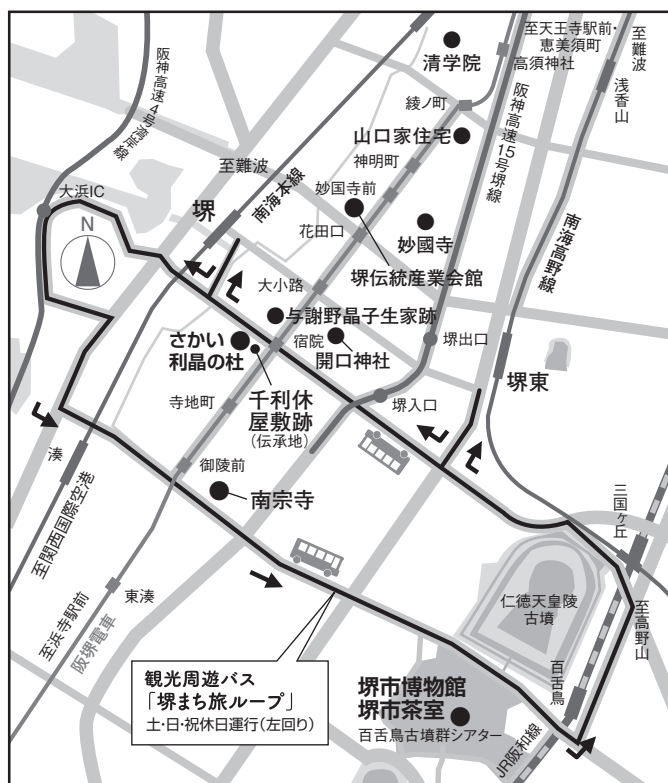 至天王寺駅前・
恵美須町
高須神社
至難波
浅香山
清学院
阪神高速4号湾岸線
綾ノ町
阪神高速15号堺線
山口家住宅
神明町
至難波
南海本線
大浜IC
堺
妙国寺前
妙國寺
南海高野線
N
花田口
堺伝統産業会館
大小路
与謝野晶子生家跡
さかい
利晶の杜
宿院
開口神社
堺出口
堺東
寺地町
千利休
屋敷跡
(伝承地)
堺入口
湊
御陵前
南宗寺
三国ヶ丘
至関西国際空港
仁徳天皇陵
古墳
至浜寺駅前
東湊
阪堺電車
至高野山
百舌鳥
観光周遊バス
「堺まち旅ループ」
土・日・祝休日運行(左回り)
堺市博物館
堺市茶室
百舌鳥古墳群シアター
JR阪和線